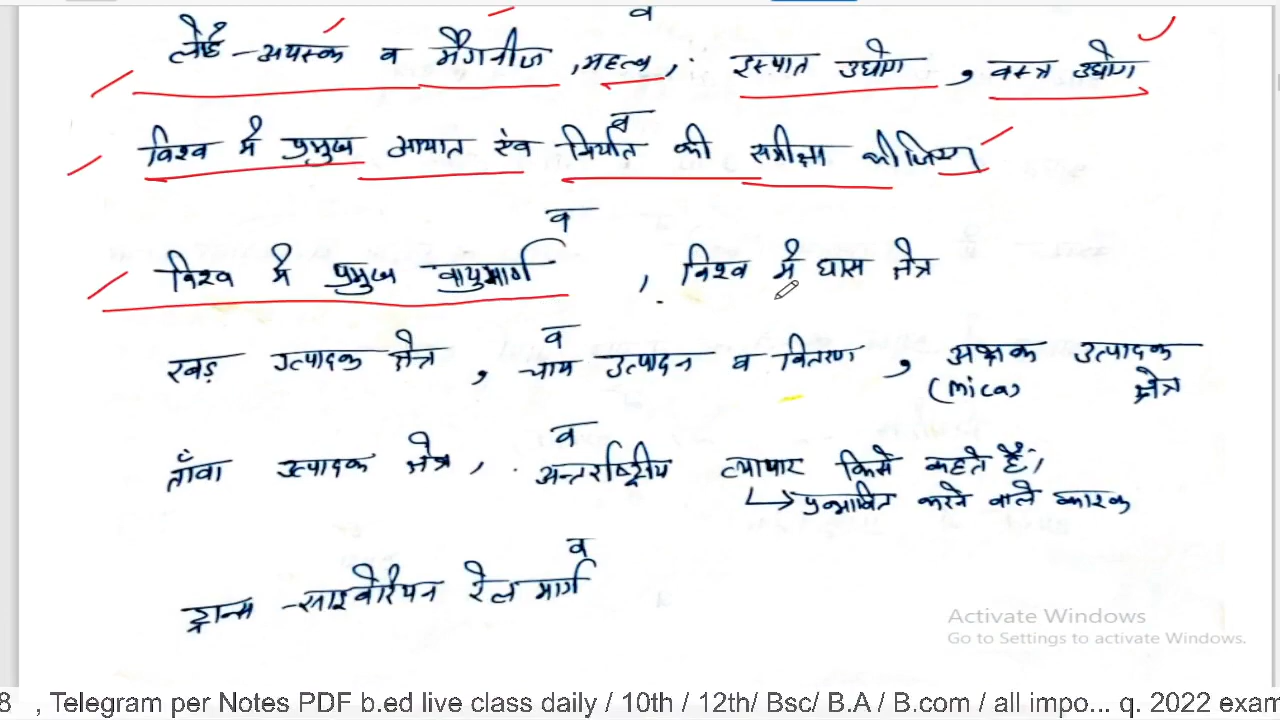 व
लौह - अयस्क व मैंगनीज, महत्व, इस्पात उद्योग, वस्त्र उद्योग
व
विश्व में प्रमुख आयात एंव निर्यात की समीक्षा कीजिए
व
विश्व में प्रमुख वायुमार्ग, विश्व में घास क्षेत्र
व
रबड़ उत्पादक क्षेत्र, चाय उत्पादन व वितरण, अभ्रक उत्पादक
(mica) क्षेत्र
व
ताँबा उत्पादक क्षेत्र, अन्तर्राष्ट्रीय व्यापार किसे कहते हैं,
प्रभावित करने वाले कारक
व
ट्रान्स - साइबेरियन रेल मार्ग
Activate Windows
Go to Settings to activate Windows.
8 , Telegram per Notes PDF b.ed live class daily / 10th / 12th/ Bsc/ B.A / B.com / all impo... q. 2022 exam